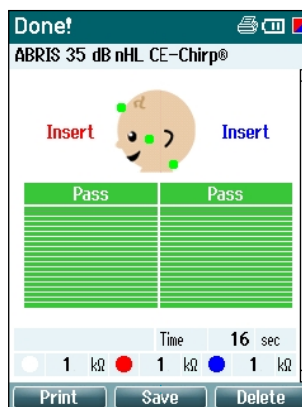 Done!
ABRIS 35 dB nHL CE-Chirp®
Insert Insert
Pass Pass
Time 16 sec
1 kΩ 1 kΩ 1 kΩ
Print Save Delete